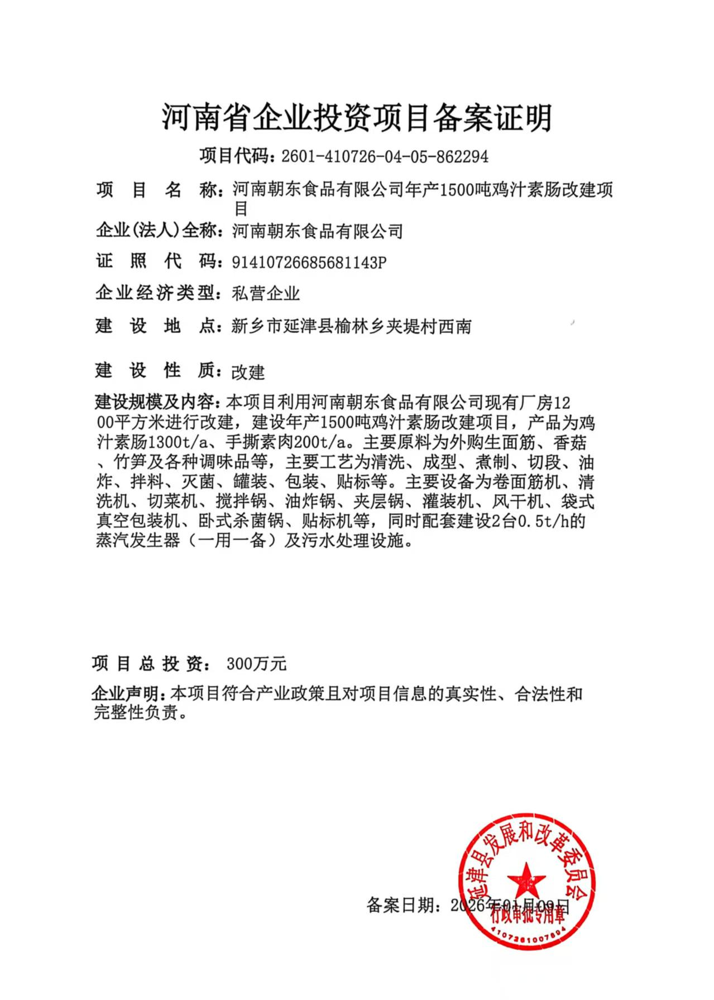 河南省企业投资项目备案证明
项目代码：2601-410726-04-05-862294
项目名称：河南朝东食品有限公司年产1500吨鸡汁素肠改建项
目
企业(法人)全称：河南朝东食品有限公司
证照代码：91410726685681143P
企业经济类型：私营企业
建设地点：新乡市延津县榆林乡夹堤村西南
建设性质：改建
建设规模及内容：本项目利用河南朝东食品有限公司现有厂房12
00平方米进行改建，建设年产1500吨鸡汁素肠改建项目，产品为鸡
汁素肠1300t/a、手撕素肉200t/a。主要原料为外购生面筋、香菇
、竹笋及各种调味品等，主要工艺为清洗、成型、煮制、切段、油
炸、拌料、灭菌、罐装、包装、贴标等。主要设备为卷面筋机、清
洗机、切菜机、搅拌锅、油炸锅、夹层锅、灌装机、风干机、袋式
真空包装机、卧式杀菌锅、贴标机等，同时配套建设2台0.5t/h的
蒸汽发生器（一用一备）及污水处理设施。
项目总投资：300万元
企业声明：本项目符合产业政策且对项目信息的真实性、合法性和
完整性负责。
延津县发展和改革委员会
备案日期：2026年01月09日
行政审批专用章
4107261007694